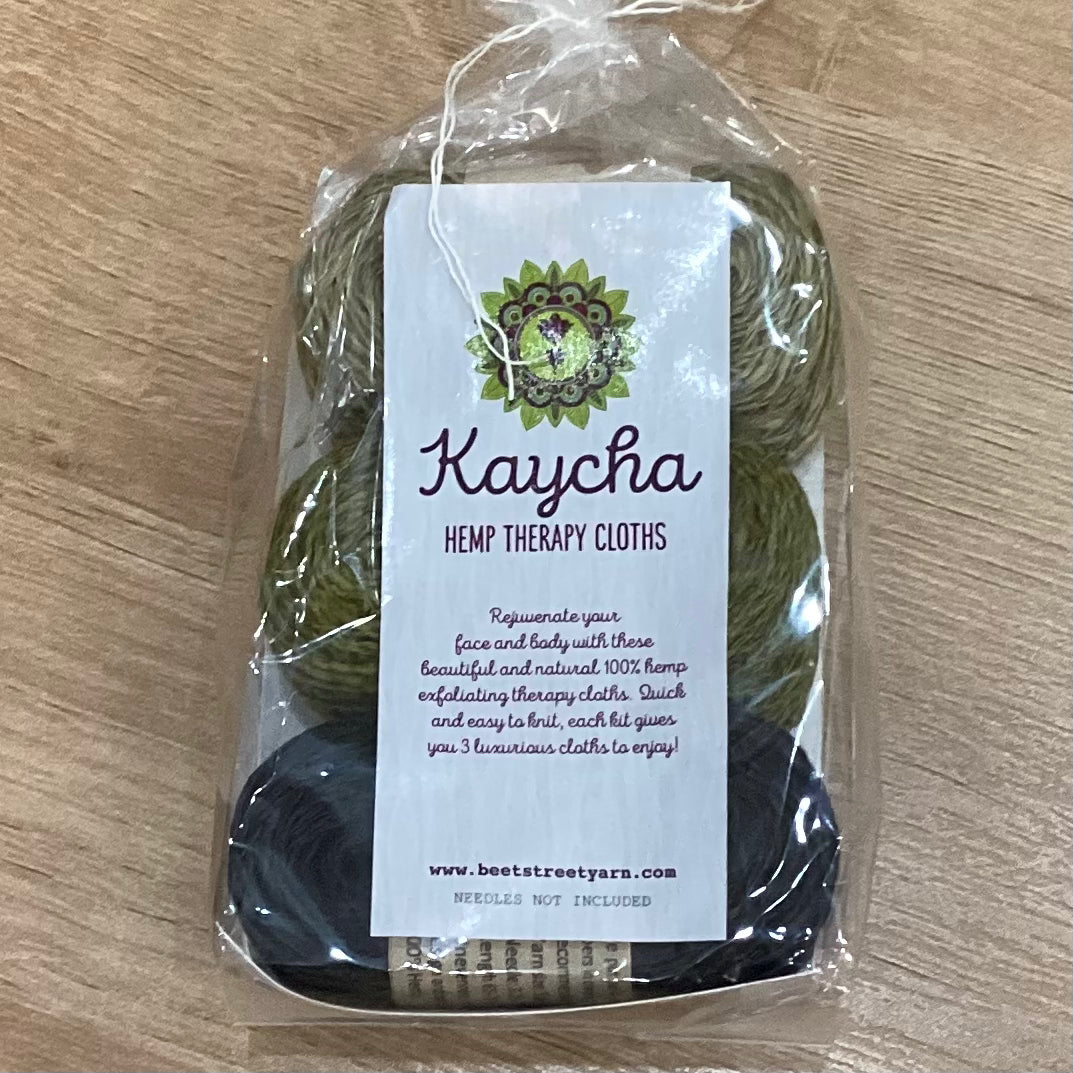 Kaycha
HEMP THERAPY CLOTHS
Rejuvenate your
face and body with these
beautiful and natural 100% hemp
exfoliating therapy cloths. Quick
and easy to knit, each kit gives
you 3 luxurious cloths to enjoy!
www.beetstreetyarn.com
NEEDLES NOT INCLUDED